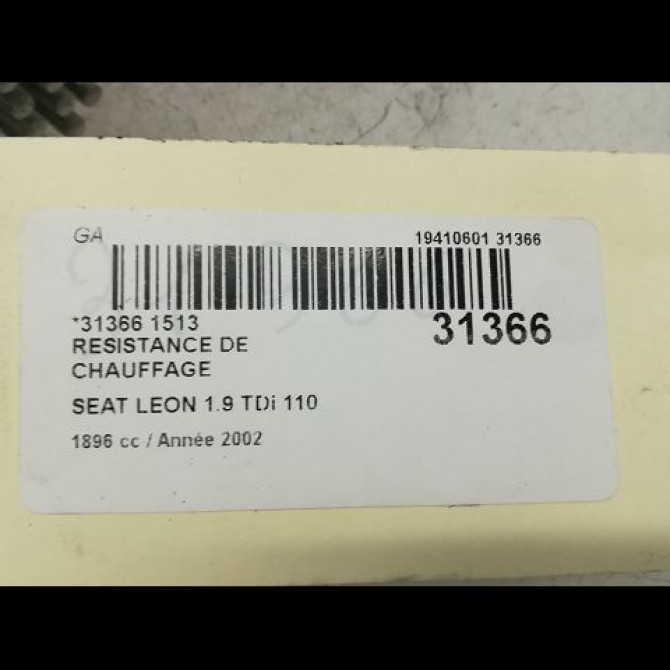 GA
19410601 31366
*31366 1513
31366
RESISTANCE DE
CHAUFFAGE
SEAT LEON 1.9 TDi 110
1896 cc / Année 2002